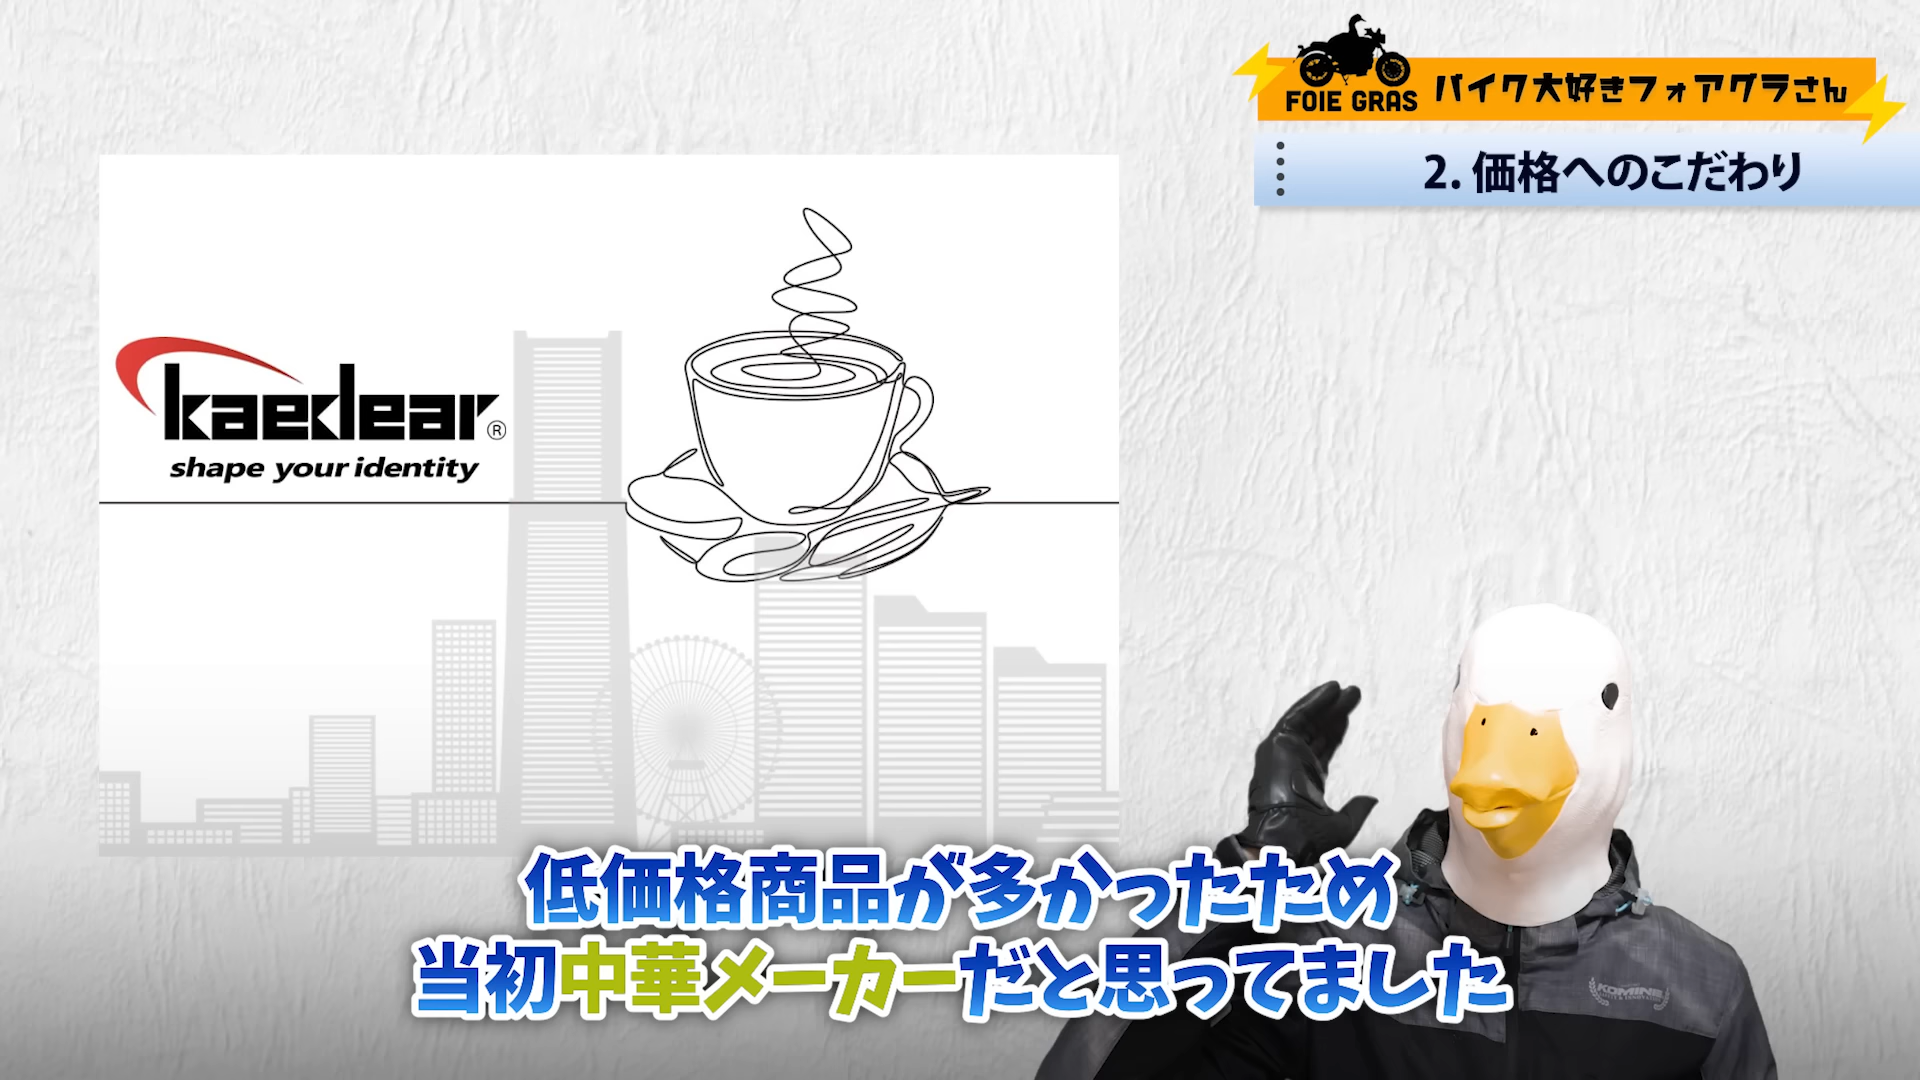 FOIE GRAS
バイク大好きフォアグラさん
2. 価格へのこだわり
kaedear®
shape your identity
低価格商品が多かったため
当初中華メーカーだと思ってました
KOMINE